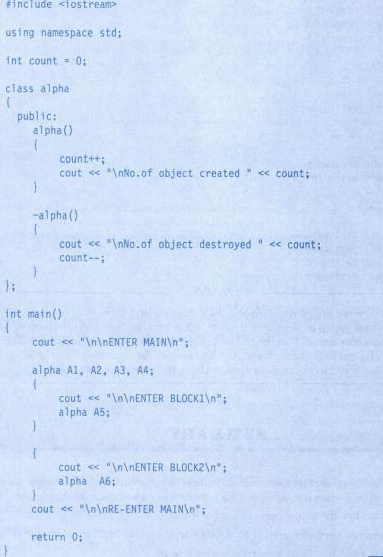 #include <iostream>
using namespace std;
int count = 0;
class alpha
{
public:
alpha()
{
count++;
cout << "\nNo.of object created " << count;
}
~alpha()
{
cout << "\nNo.of object destroyed " << count;
count--;
}
};
int main()
{
cout << "\n\nENTER MAIN\n";
alpha A1, A2, A3, A4;
{
cout << "\n\nENTER BLOCK1\n";
alpha A5;
}
{
cout << "\n\nENTER BLOCK2\n";
alpha A6;
}
cout << "\n\nRE-ENTER MAIN\n";
return 0;
}